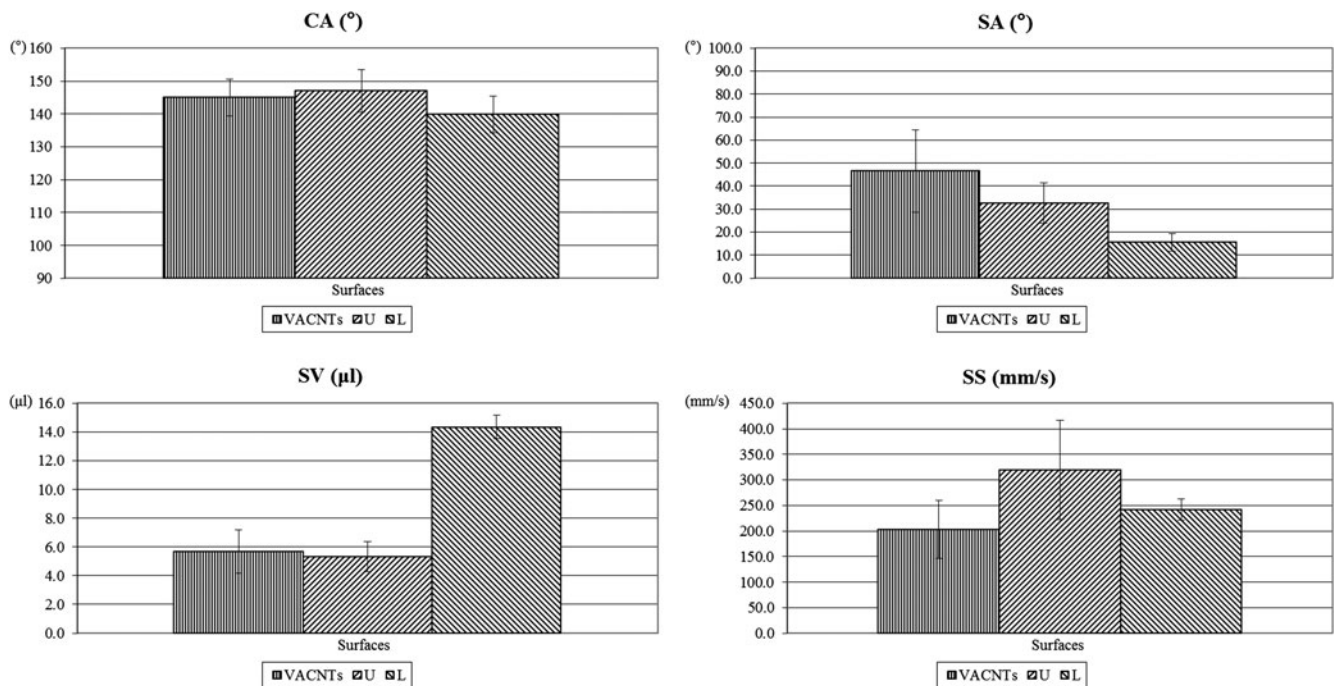 CA (°)
(°)
160
150
140
130
120
110
100
90
Surfaces
VACNTs U L
SA (°)
(°)
100.0
90.0
80.0
70.0
60.0
50.0
40.0
30.0
20.0
10.0
0.0
Surfaces
VACNTs U L
SV (µl)
(µl)
16.0
14.0
12.0
10.0
8.0
6.0
4.0
2.0
0.0
Surfaces
VACNTs U L
SS (mm/s)
(mm/s)
450.0
400.0
350.0
300.0
250.0
200.0
150.0
100.0
50.0
0.0
Surfaces
VACNTs U L